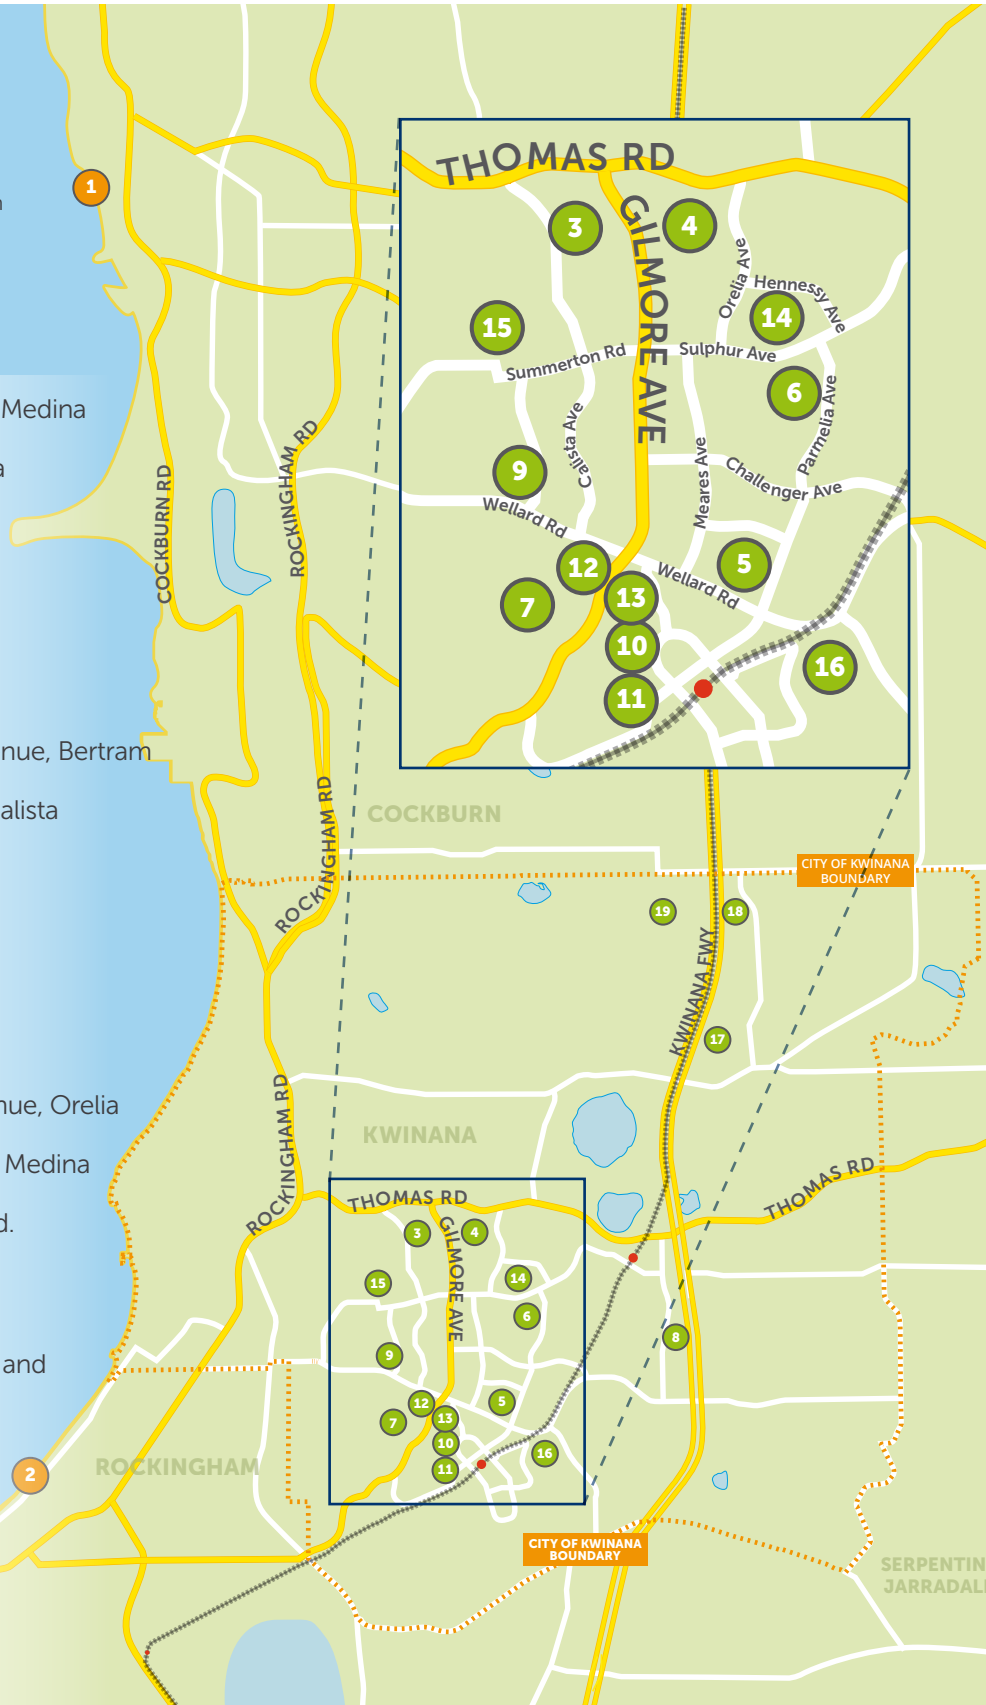 n
Medina
a
nue, Bertram
alista
nue, Orelia
Medina
d.
and
1
THOMAS RD
GILMORE AVE
3
4
Orelia Ave
Hennessy Ave
14
15
Summerton Rd
Sulphur Ave
6
Parmelia Ave
Calista Ave
Meares Ave
Challenger Ave
9
Wellard Rd
12
5
7
13
Wellard Rd
10
11
16
COCKBURN RD
ROCKINGHAM RD
COCKBURN
ROCKINGHAM RD
ROCKINGHAM RD
CITY OF KWINANA
BOUNDARY
19
18
KWINANA FWY
17
ROCKINGHAM RD
KWINANA
THOMAS RD
THOMAS RD
GILMORE AVE
3
4
15
14
6
8
9
12
5
7
13
10
16
11
2
ROCKINGHAM
CITY OF KWINANA
BOUNDARY
SERPENTIN
JARRADAL